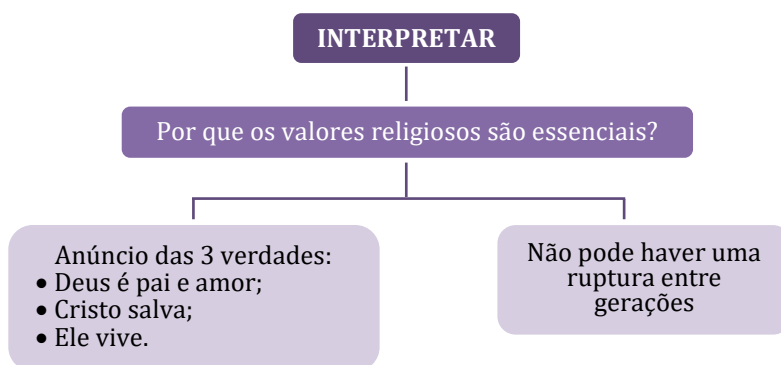 INTERPRETAR
Por que os valores religiosos são essenciais?
Anúncio das 3 verdades:
• Deus é pai e amor;
• Cristo salva;
• Ele vive.
Não pode haver uma
ruptura entre
gerações